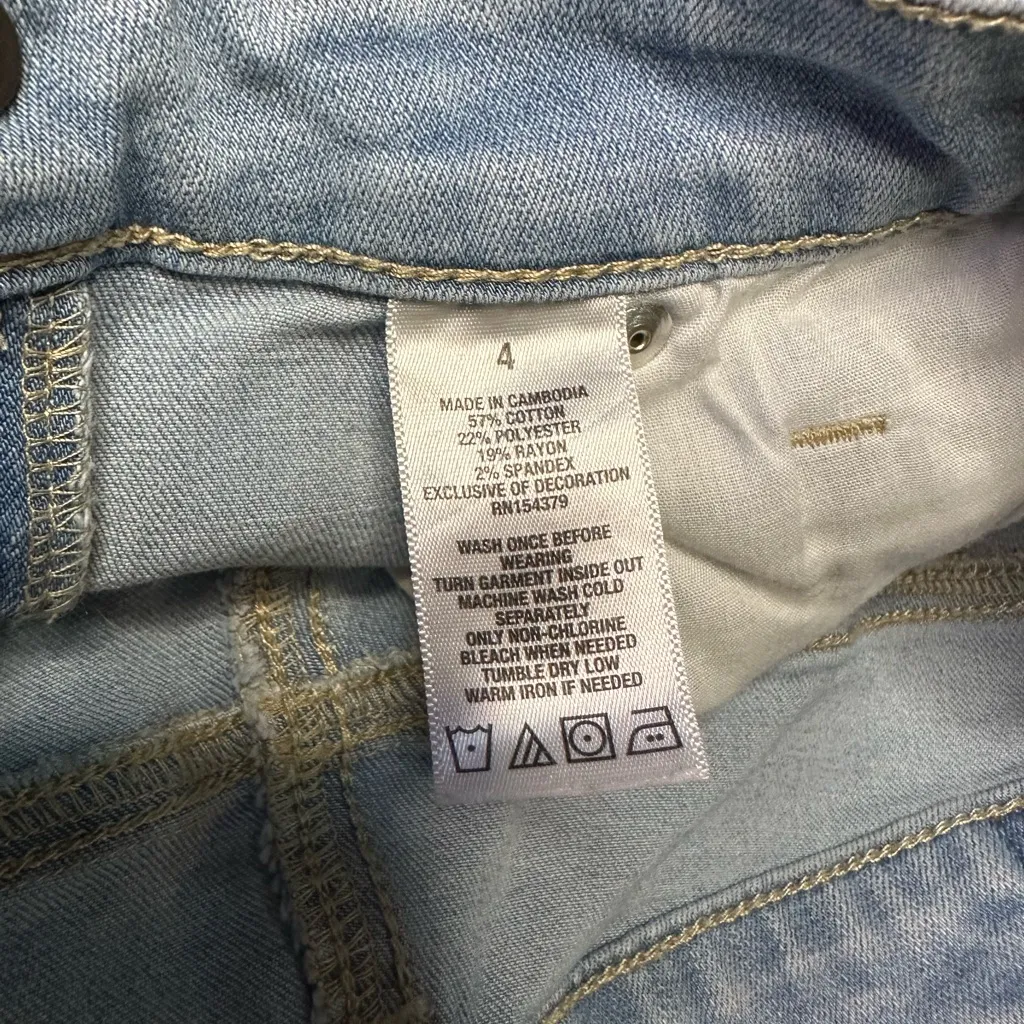 4
MADE IN CAMBODIA
57% COTTON
22% POLYESTER
19% RAYON
2% SPANDEX
EXCLUSIVE OF DECORATION
RN154379
WASH ONCE BEFORE
WEARING
TURN GARMENT INSIDE OUT
MACHINE WASH COLD
SEPARATELY
ONLY NON-CHLORINE
BLEACH WHEN NEEDED
TUMBLE DRY LOW
WARM IRON IF NEEDED